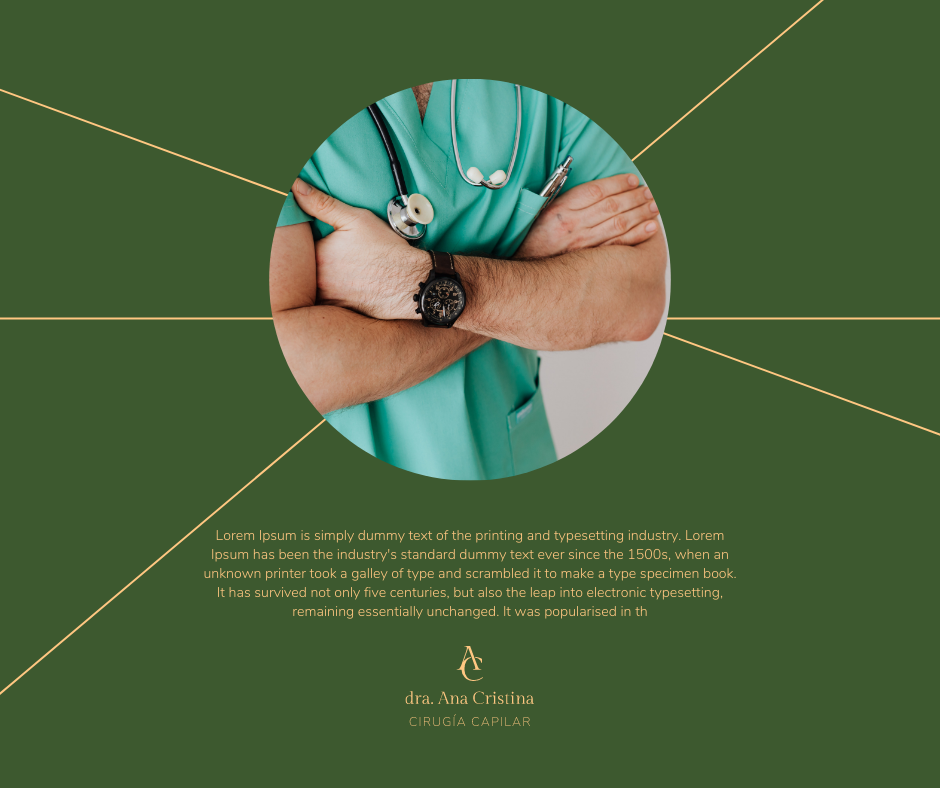 Lorem Ipsum is simply dummy text of the printing and typesetting industry. Lorem
Ipsum has been the industry's standard dummy text ever since the 1500s, when an
unknown printer took a galley of type and scrambled it to make a type specimen book.
It has survived not only five centuries, but also the leap into electronic typesetting,
remaining essentially unchanged. It was popularised in th
AC
dra. Ana Cristina
CIRUGÍA CAPILAR